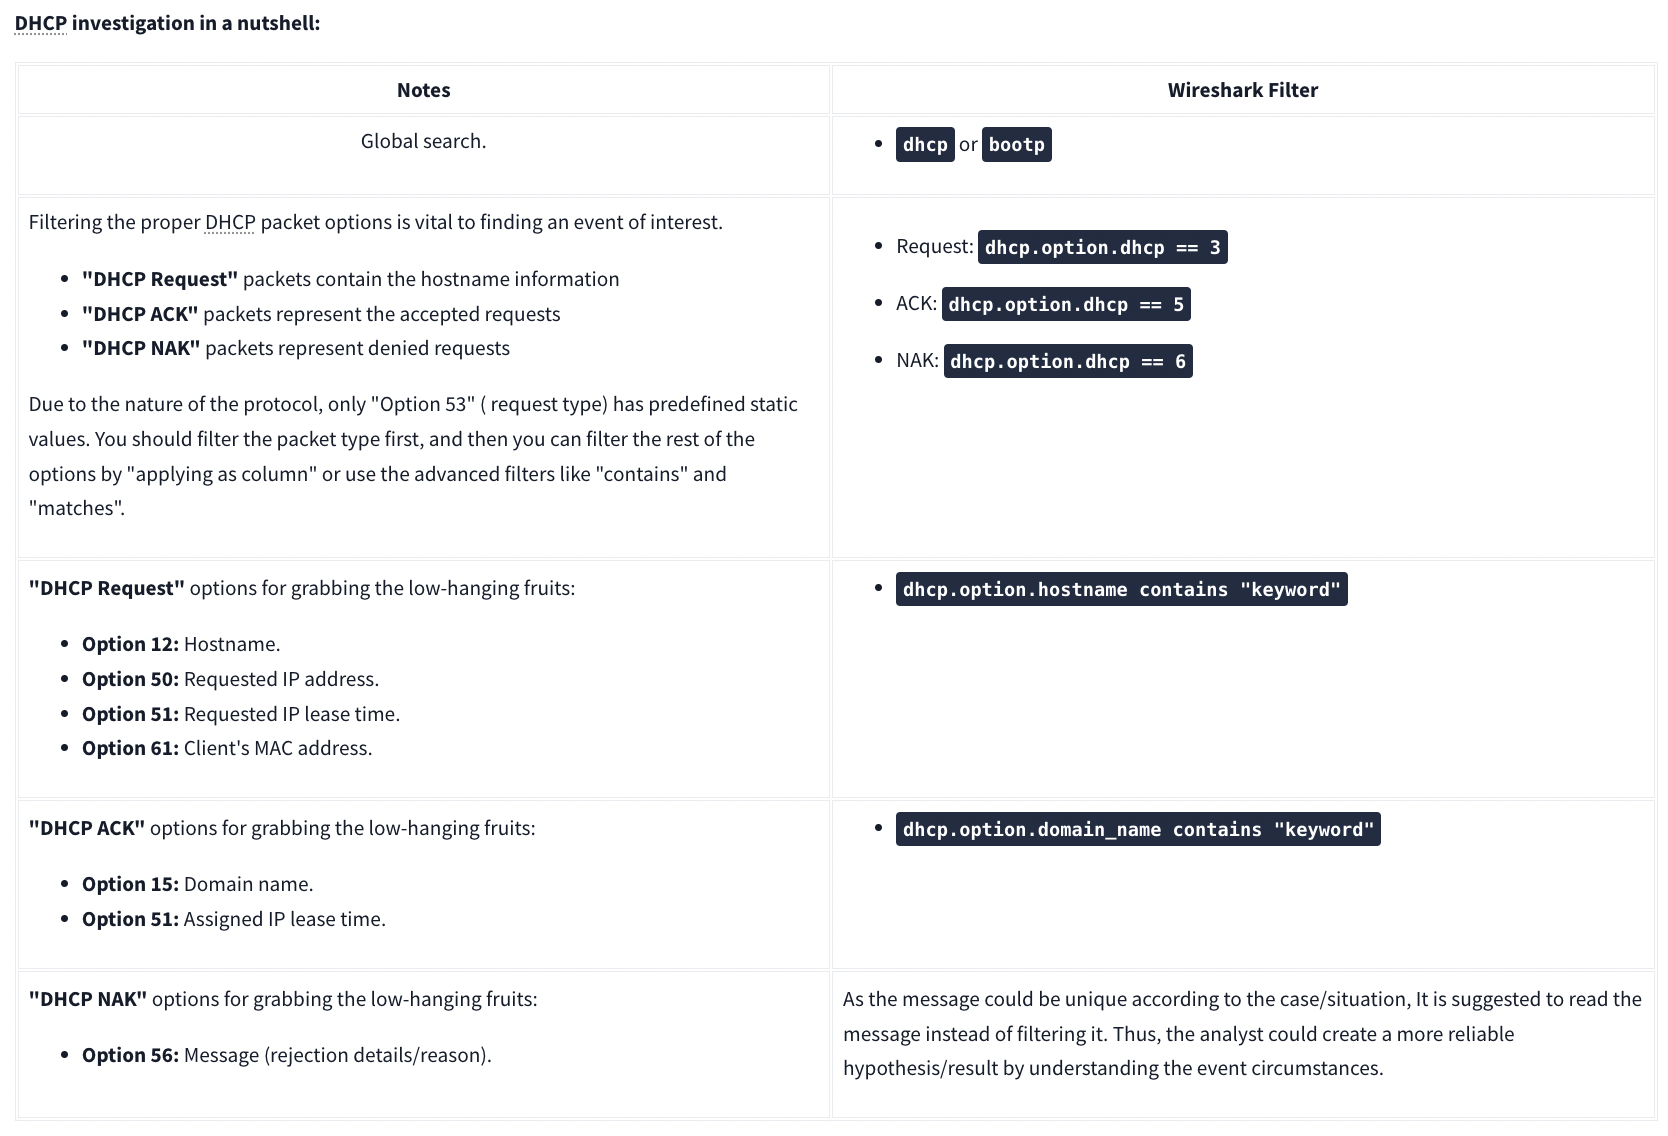 DHCP investigation in a nutshell:
Notes
Wireshark Filter
Global search.
dhcp or bootp
Filtering the proper DHCP packet options is vital to finding an event of interest.
"DHCP Request" packets contain the hostname information
"DHCP ACK" packets represent the accepted requests
"DHCP NAK" packets represent denied requests
Due to the nature of the protocol, only "Option 53" ( request type) has predefined static
values. You should filter the packet type first, and then you can filter the rest of the
options by "applying as column" or use the advanced filters like "contains" and
"matches".
Request: dhcp.option.dhcp == 3
ACK: dhcp.option.dhcp == 5
NAK: dhcp.option.dhcp == 6
"DHCP Request" options for grabbing the low-hanging fruits:
Option 12: Hostname.
Option 50: Requested IP address.
Option 51: Requested IP lease time.
Option 61: Client's MAC address.
dhcp.option.hostname contains "keyword"
"DHCP ACK" options for grabbing the low-hanging fruits:
Option 15: Domain name.
Option 51: Assigned IP lease time.
dhcp.option.domain_name contains "keyword"
"DHCP NAK" options for grabbing the low-hanging fruits:
Option 56: Message (rejection details/reason).
As the message could be unique according to the case/situation, It is suggested to read the
message instead of filtering it. Thus, the analyst could create a more reliable
hypothesis/result by understanding the event circumstances.